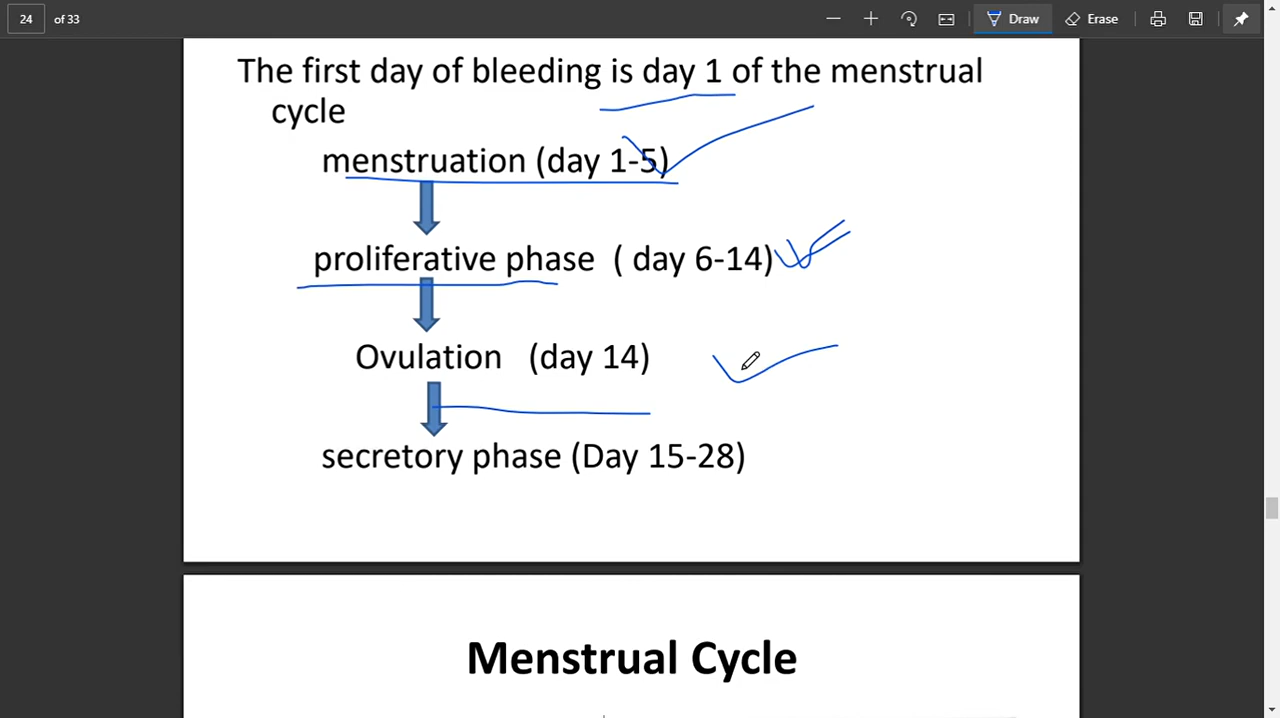 24 of 33 Draw Erase
The first day of bleeding is day 1 of the menstrual
cycle
menstruation (day 1-5)
proliferative phase ( day 6-14)
Ovulation (day 14)
secretory phase (Day 15-28)
Menstrual Cycle